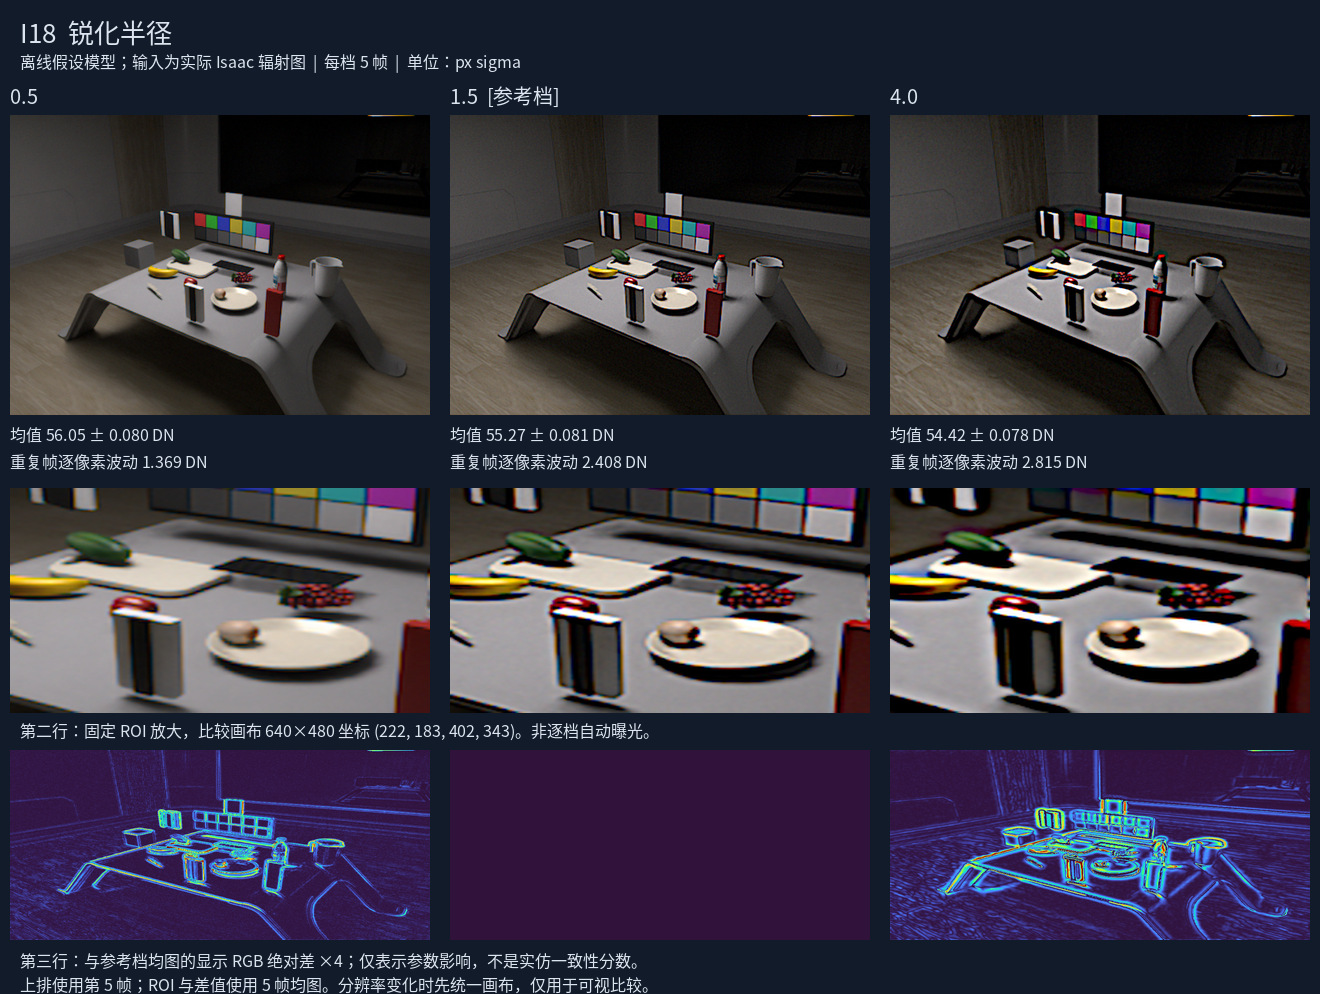 I18 锐化半径
离线假设模型；输入为实际 Isaac 辐射图 | 每档 5 帧 | 单位：px sigma
0.5
1.5 [参考档]
4.0
均值 56.05 ± 0.080 DN
重复帧逐像素波动 1.369 DN
均值 55.27 ± 0.081 DN
重复帧逐像素波动 2.408 DN
均值 54.42 ± 0.078 DN
重复帧逐像素波动 2.815 DN
第二行：固定 ROI 放大，比较画布 640×480 坐标 (222, 183, 402, 343)。非逐档自动曝光。
第三行：与参考档均图的显示 RGB 绝对差 ×4；仅表示参数影响，不是实仿一致性分数。
上排使用第 5 帧；ROI 与差值使用 5 帧均图。分辨率变化时先统一画布，仅用于可视比较。